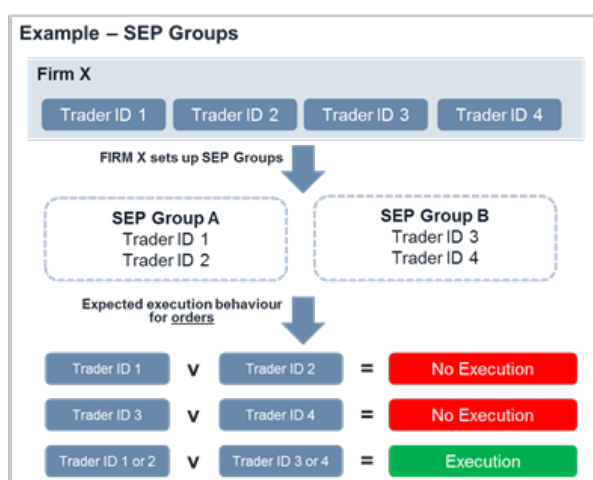 Example – SEP Groups
Firm X
Trader ID 1 Trader ID 2 Trader ID 3 Trader ID 4
FIRM X sets up SEP Groups
SEP Group A
Trader ID 1
Trader ID 2
SEP Group B
Trader ID 3
Trader ID 4
Expected execution behaviour
for orders
Trader ID 1 v Trader ID 2 = No Execution
Trader ID 3 v Trader ID 4 = No Execution
Trader ID 1 or 2 v Trader ID 3 or 4 = Execution